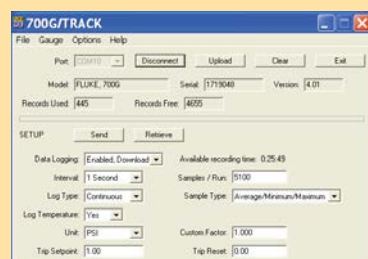 700G/TRACK
File Gauge Options Help
Port: COM10 Disconnect Upload Clear Exit
Model: FLUKE, 700G Serial: 1719048 Version: 4.01
Records Used: 445 Records Free: 4655
SETUP Send Retrieve
Data Logging: Enabled, Download Available recording time: 0:25:49
Interval: 1 Second Samples / Run: 5100
Log Type: Continuous Sample Type: Average/Minimum/Maximum
Log Temperature: Yes
Unit: PSI Custom Factor: 1.000
Trip Setpoint: 1.00 Trip Reset: 0.00